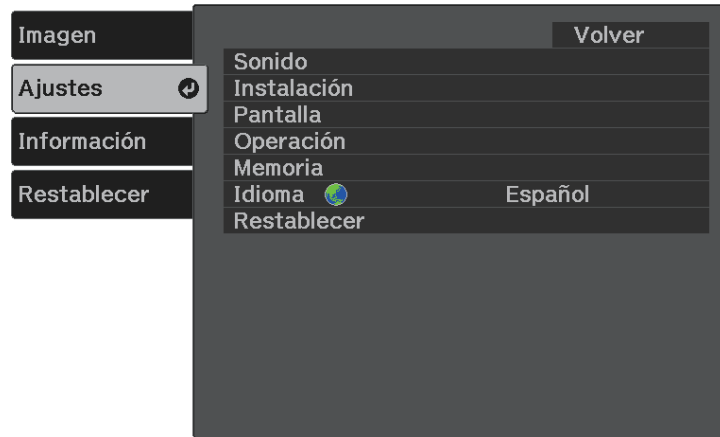 Imagen
Ajustes
Información
Restablecer
Volver
Sonido
Instalación
Pantalla
Operación
Memoria
Idioma Español
Restablecer